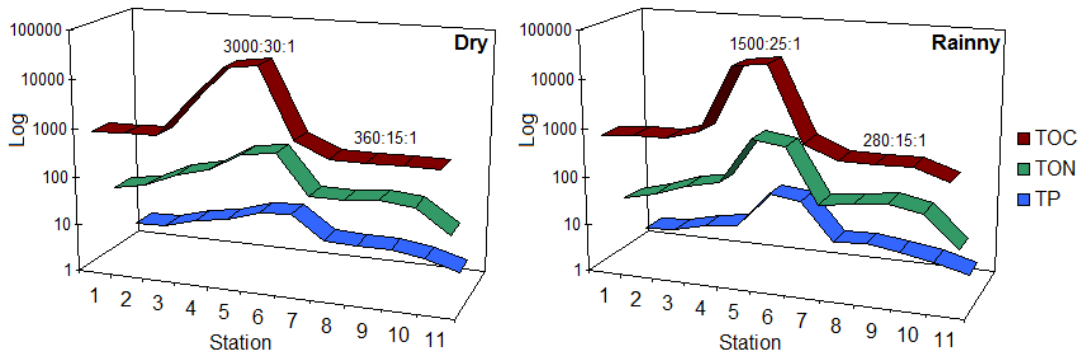 100000
10000
1000
100
10
1
Log
Dry
3000:30:1
360:15:1
1 2 3 4 5 6 7 8 9 10 11
Station
100000
10000
1000
100
10
1
Log
Rainny
1500:25:1
280:15:1
1 2 3 4 5 6 7 8 9 10 11
Station
TOC
TON
TP